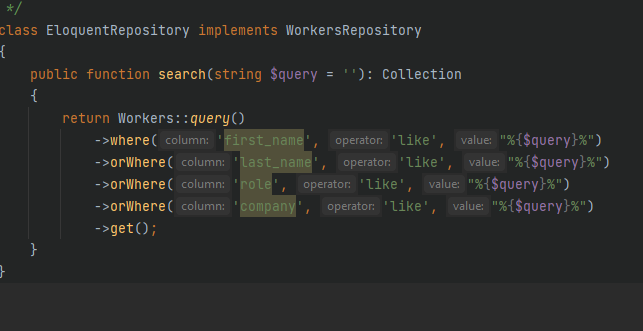 */
class EloquentRepository implements WorkersRepository
{
public function search(string $query = ''): Collection
{
return Workers::query()
->where( column: 'first_name', operator: 'like', value: "%{$query}%")
->orWhere( column: 'last_name', operator: 'like', value: "%{$query}%")
->orWhere( column: 'role', operator: 'like', value: "%{$query}%")
->orWhere( column: 'company', operator: 'like', value: "%{$query}%")
->get();
}
}